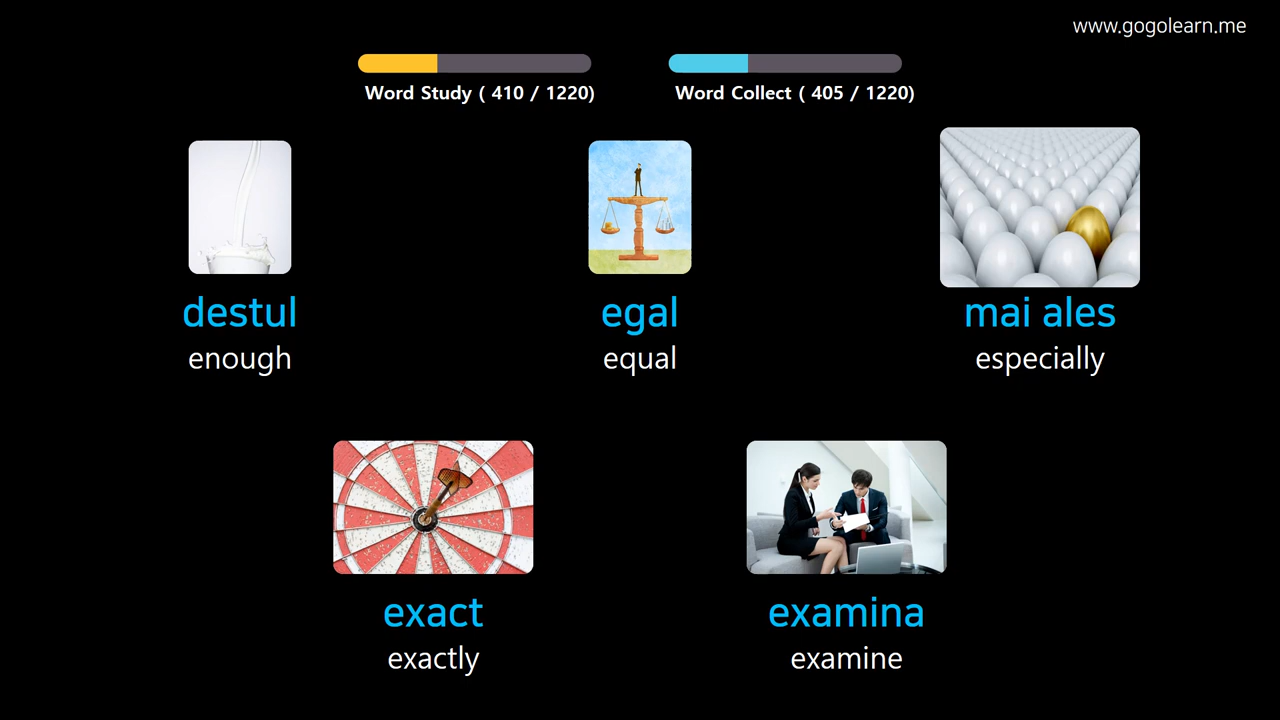 www.gogolearn.me
Word Study ( 410 / 1220)
Word Collect ( 405 / 1220)
destul
enough
egal
equal
mai ales
especially
exact
exactly
examina
examine